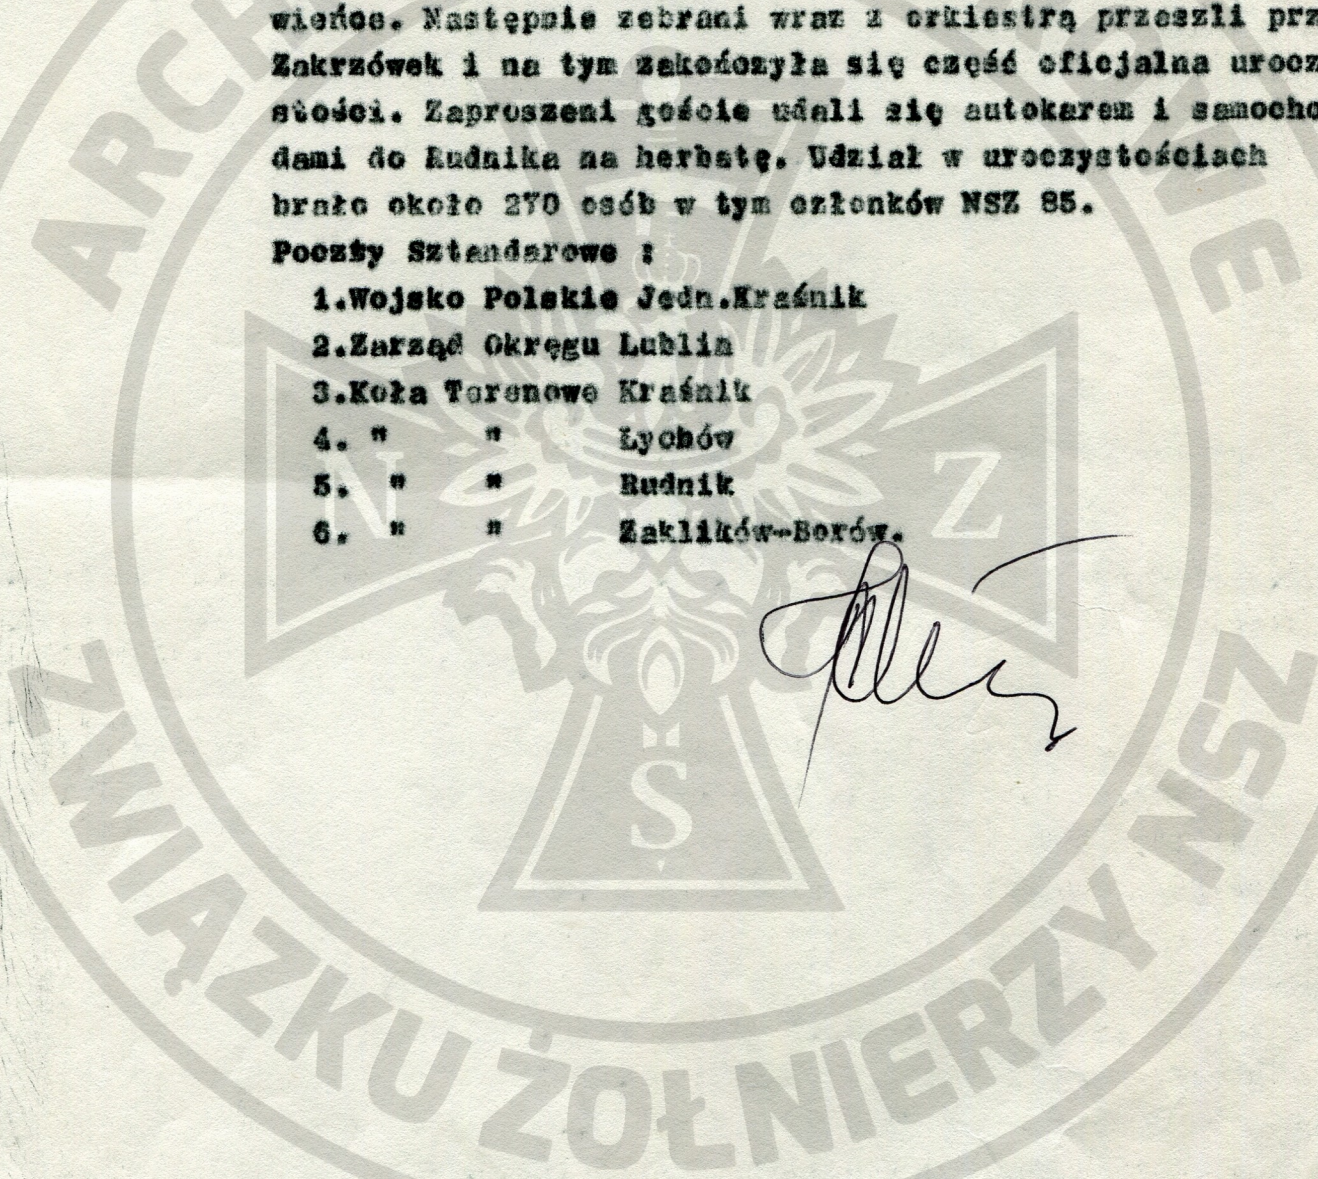 wieńce. Następnie zebrani wraz z orkiestrą przeszli prz
Zakrzówek i na tym zakończyła się część oficjalna urocz
stości. Zaproszeni goście udali się autokarem i samocho
dami do Rudnika na herbatę. Udział w uroczystościach
brało około 270 osób w tym członków NSZ 85.
Poczty Sztandarowe :
1.Wojsko Polskie Jedn.Kraśnik
2.Zarząd Okręgu Lublin
3.Koła Terenowe Kraśnik
4. " " Łychów
5. " " Rudnik
6. " " Zaklików-Borów.
ARCH
WE
N Z
S
ZWIĄZKU ŻOŁNIERZY NSZ